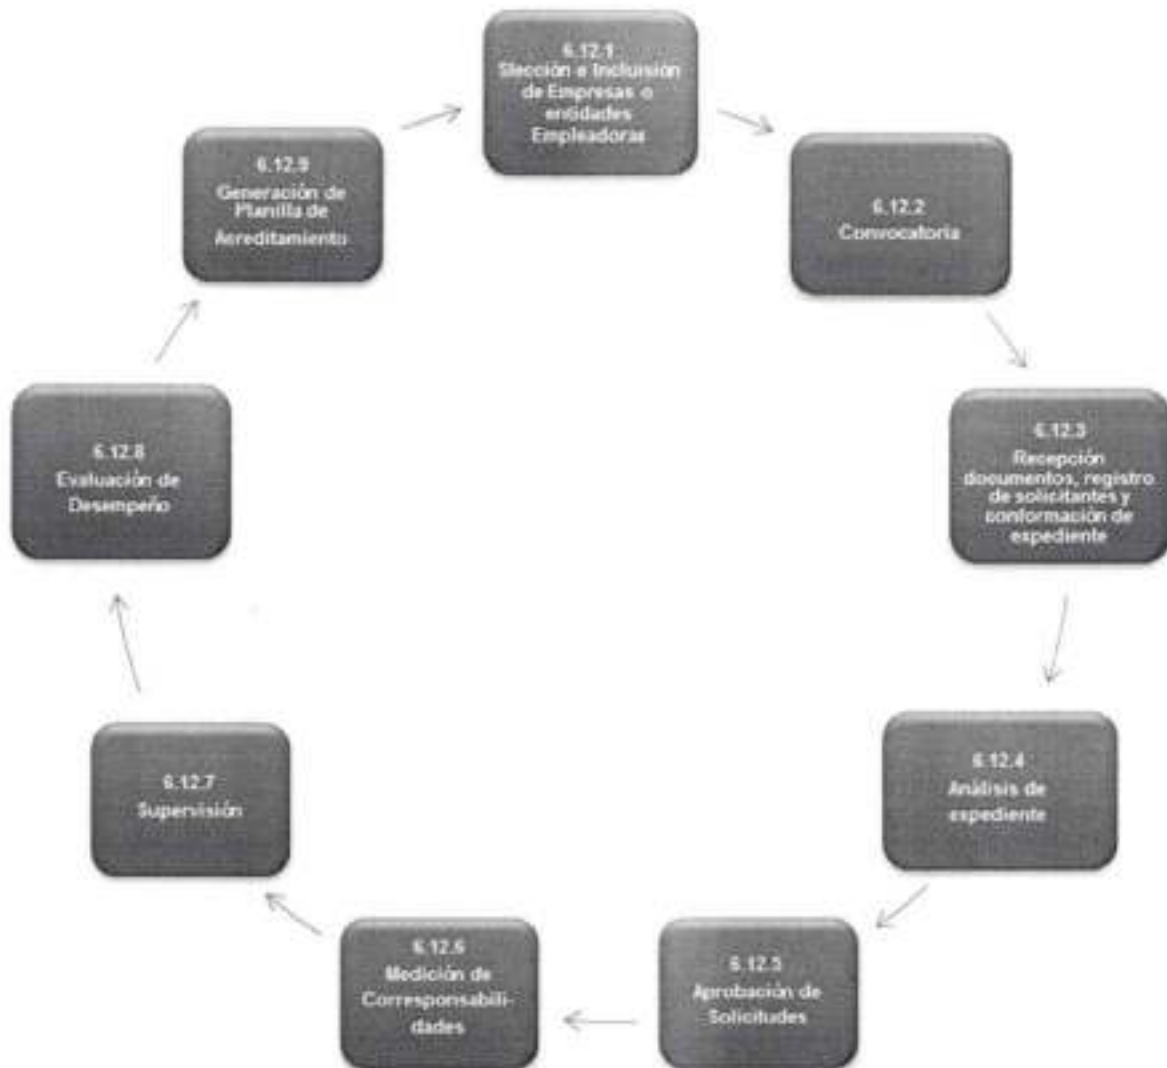 6.12.1
Slección e Incluisión
de Empresas o
entidades
Empleadoras
6.12.2
Convocatoria
6.12.3
Recepción
documentos, registro
de solicitantes y
conformación de
expediente
6.12.4
Análisis de
expediente
6.12.5
Aprobación de
Solicitudes
6.12.6
Medición de
Corresponsabili-
dades
6.12.7
Supervisión
6.12.8
Evaluación de
Desempeño
6.12.9
Generación de
Planilla de
Acreditamiento